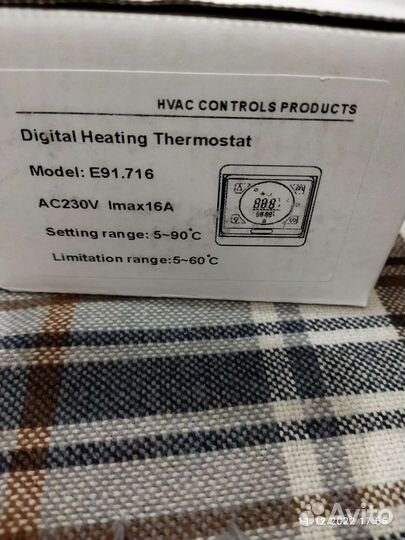 HVAC CONTROLS PRODUCTS
Digital Heating Thermostat
Model: E91.716
AC230V Imax16A
Setting range: 5~90°C
Limitation range:5~60°C
Avito